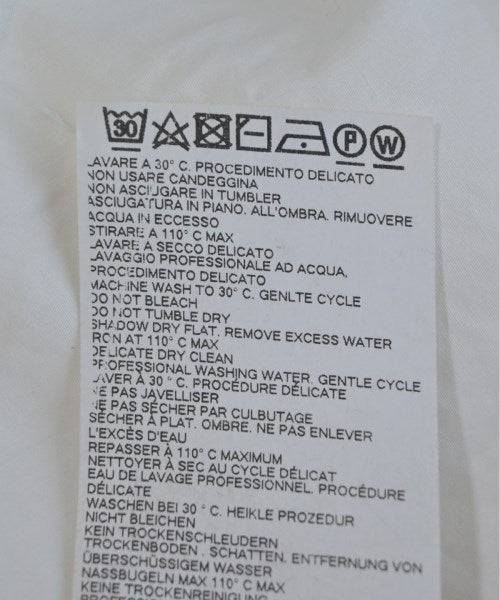 30 P W
LAVARE A 30° C. PROCEDIMENTO DELICATO
NON USARE CANDEGGINA
NON ASCIUGARE IN TUMBLER
ASCIUGATURA IN PIANO. ALL'OMBRA. RIMUOVERE
ACQUA IN ECCESSO
STIRARE A 110° C MAX
LAVARE A SECCO DELICATO
LAVAGGIO PROFESSIONALE AD ACQUA.
PROCEDIMENTO DELICATO
MACHINE WASH TO 30° C. GENLTE CYCLE
DO NOT BLEACH
DO NOT TUMBLE DRY
SHADOW DRY FLAT. REMOVE EXCESS WATER
IRON AT 110° C MAX
DELICATE DRY CLEAN
PROFESSIONAL WASHING WATER. GENTLE CYCLE
LAVER À 30° C. PROCÉDURE DÉLICATE
NE PAS JAVELLISER
NE PAS SÉCHER PAR CULBUTAGE
SÉCHER À PLAT. OMBRE. NE PAS ENLEVER
L'EXCÈS D'EAU
REPASSER À 110° C MAXIMUM
NETTOYER À SEC AU CYCLE DÉLICAT
EAU DE LAVAGE PROFESSIONNEL. PROCÉDURE
DÉLICATE
WASCHEN BEI 30° C. HEIKLE PROZEDUR
NICHT BLEICHEN
KEIN TROCKENSCHLEUDERN
TROCKENBODEN . SCHATTEN. ENTFERNUNG VON
ÜBERSCHÜSSIGEM WASSER
NASSBUGELN MAX 110° C MAX
KEINE TROCKENREINIGUNG